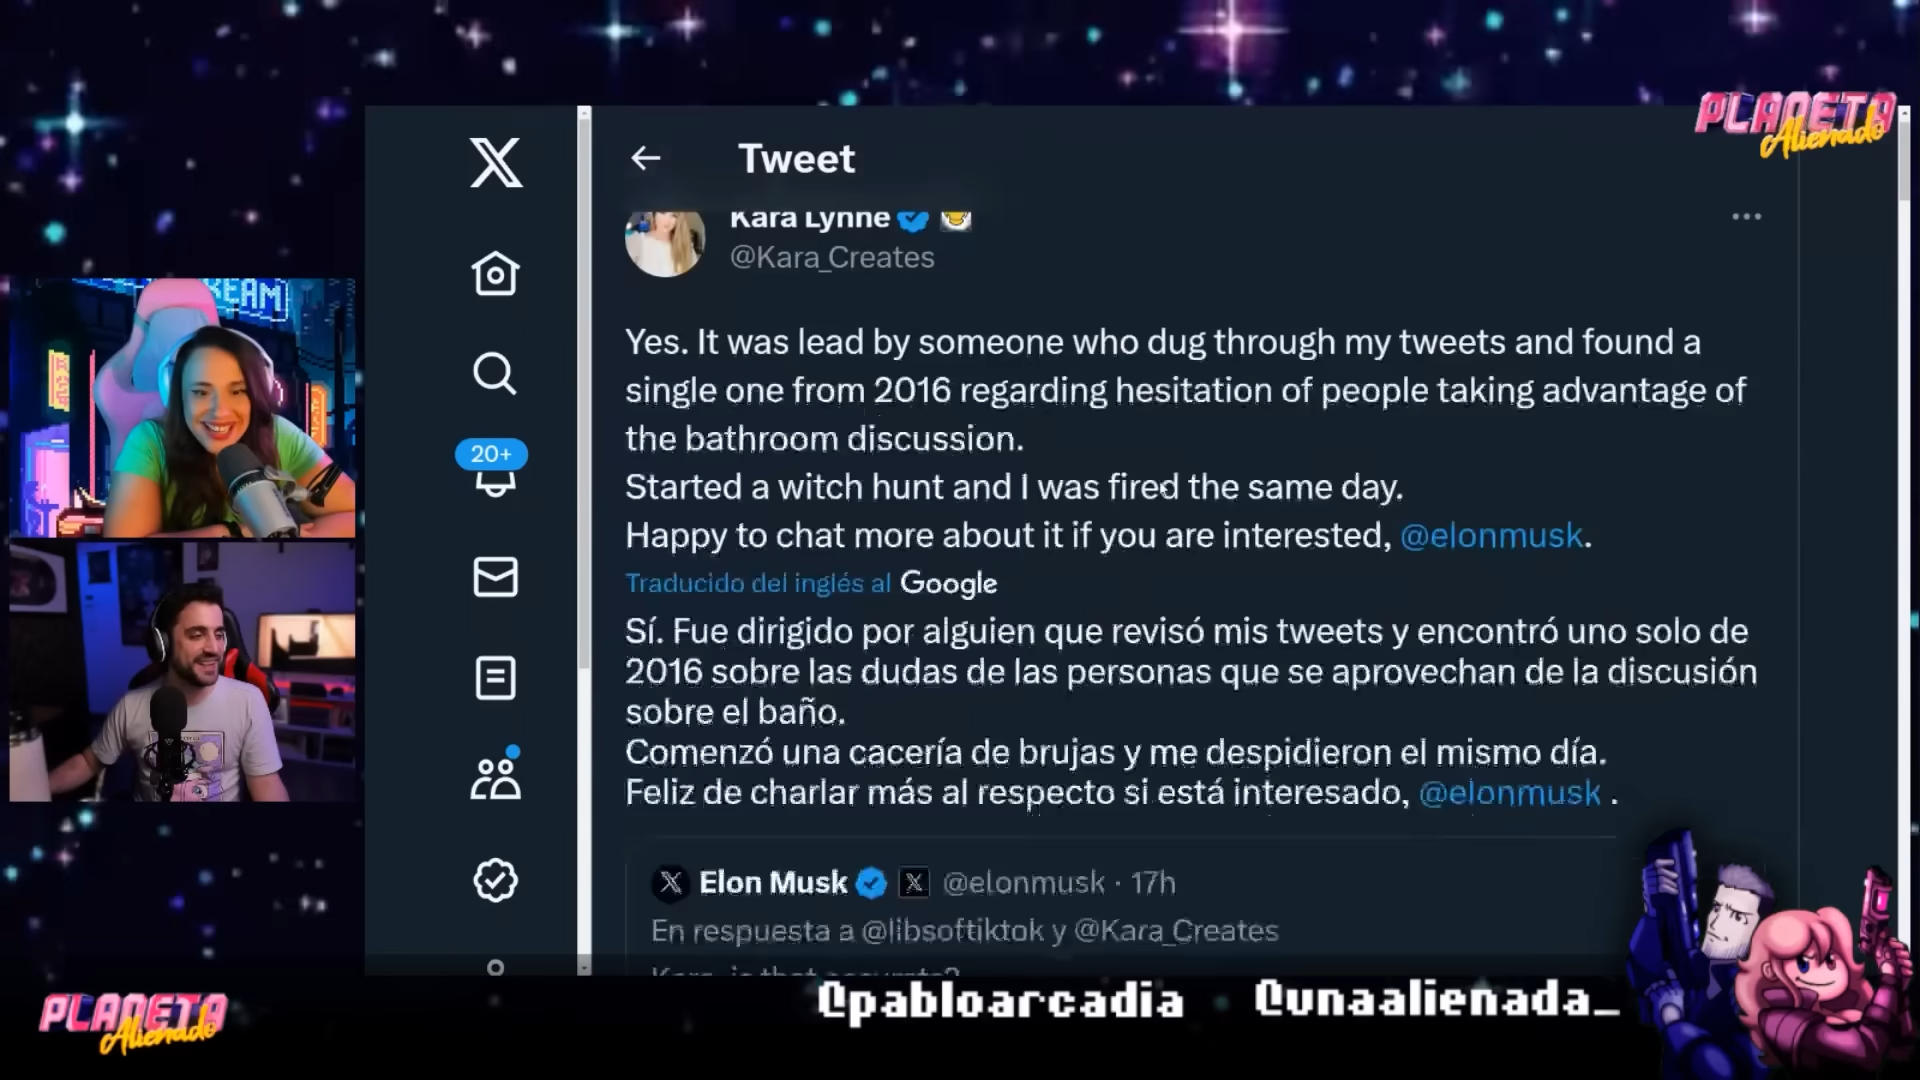 PLANETA
Alienado
Tweet
Kara Lynne
@Kara_Creates
Yes. It was lead by someone who dug through my tweets and found a
single one from 2016 regarding hesitation of people taking advantage of
the bathroom discussion.
Started a witch hunt and I was fired the same day.
Happy to chat more about it if you are interested, @elonmusk.
Traducido del inglés al Google
Sí. Fue dirigido por alguien que revisó mis tweets y encontró uno solo de
2016 sobre las dudas de las personas que se aprovechan de la discusión
sobre el baño.
Comenzó una cacería de brujas y me despidieron el mismo día.
Feliz de charlar más al respecto si está interesado, @elonmusk .
Elon Musk @elonmusk · 17h
En respuesta a @libsoftiktok y @Kara_Creates
Kara, is that accurate?
20+
PLANETA
Alienado
@pabloarcadia
@unaalienada_